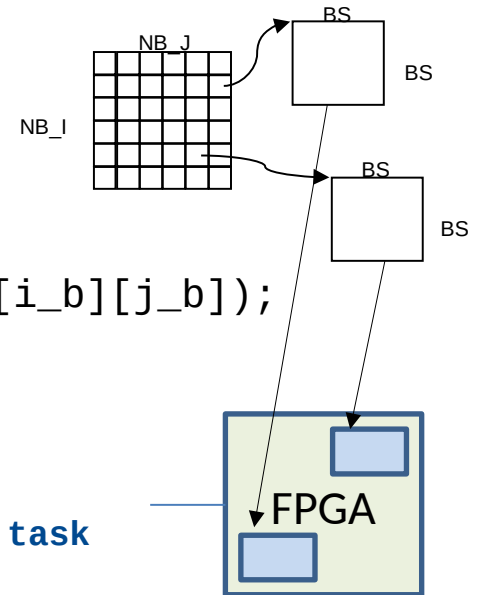 BS
NB_J
BS
NB_I
BS
BS
[i_b][j_b]);
FPGA
task